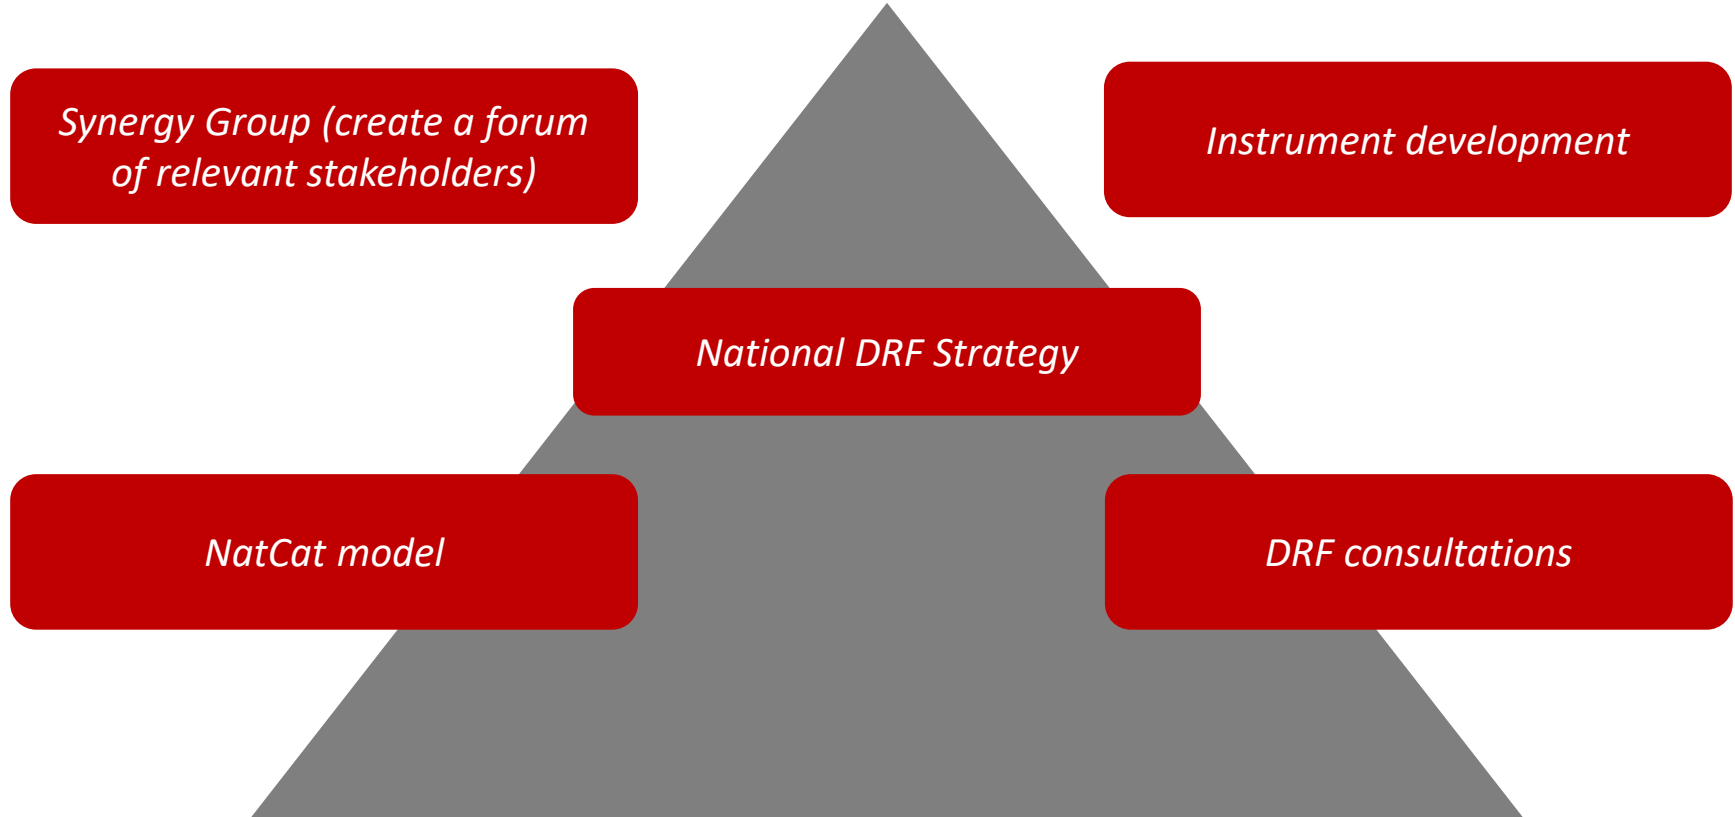 Synergy Group (create a forum
of relevant stakeholders)
Instrument development
National DRF Strategy
NatCat model
DRF consultations